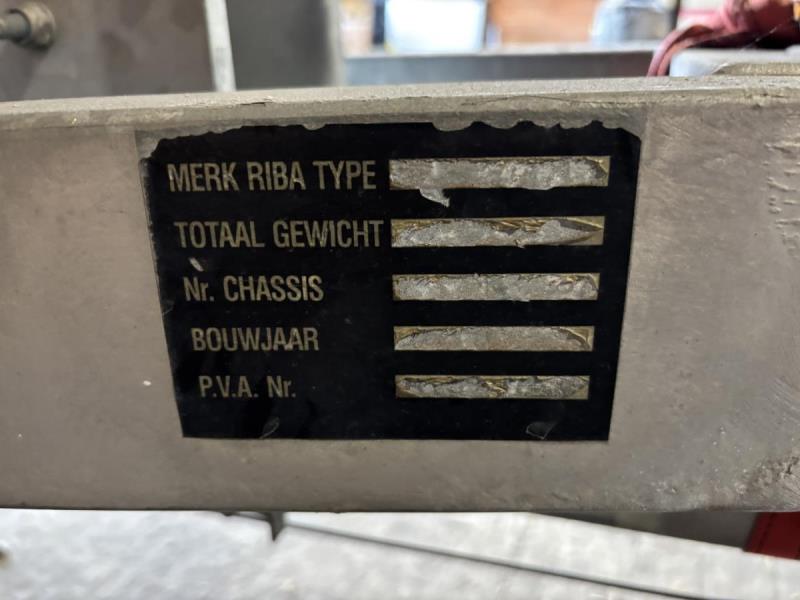 MERK RIBA TYPE
TOTAAL GEWICHT
Nr. CHASSIS
BOUWJAAR
P.V.A. Nr.